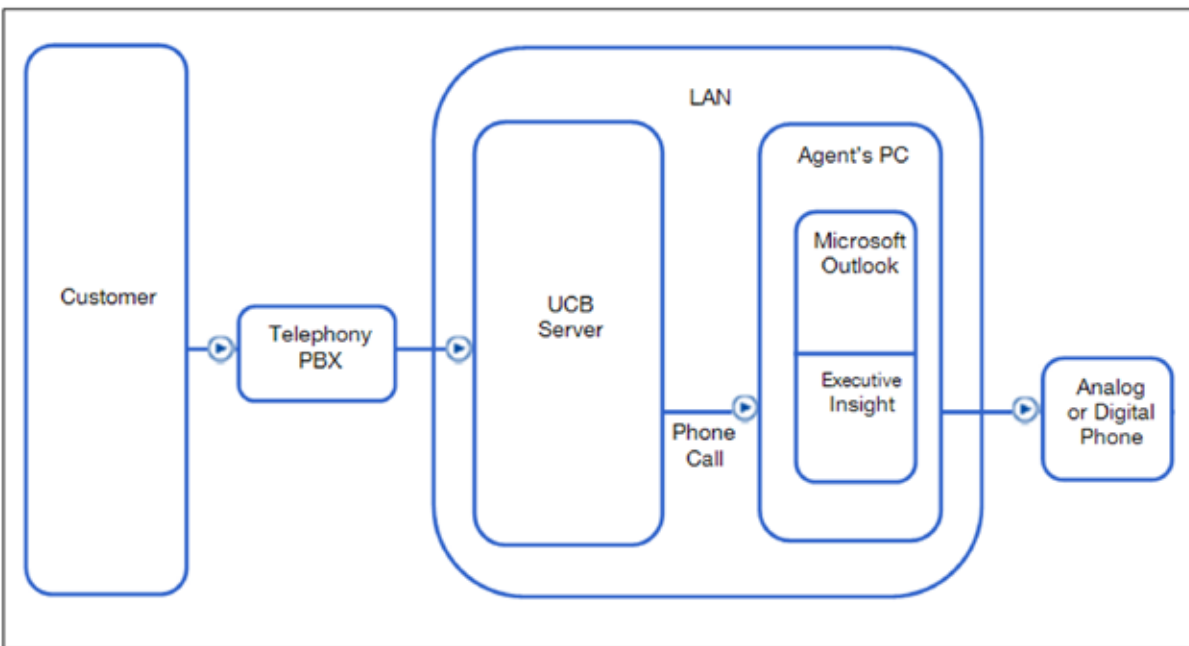 LAN
Agent's PC
Microsoft
Outlook
Customer
UCB
Server
Telephony
PBX
Executive
Insight
Analog
or Digital
Phone
Phone
Call